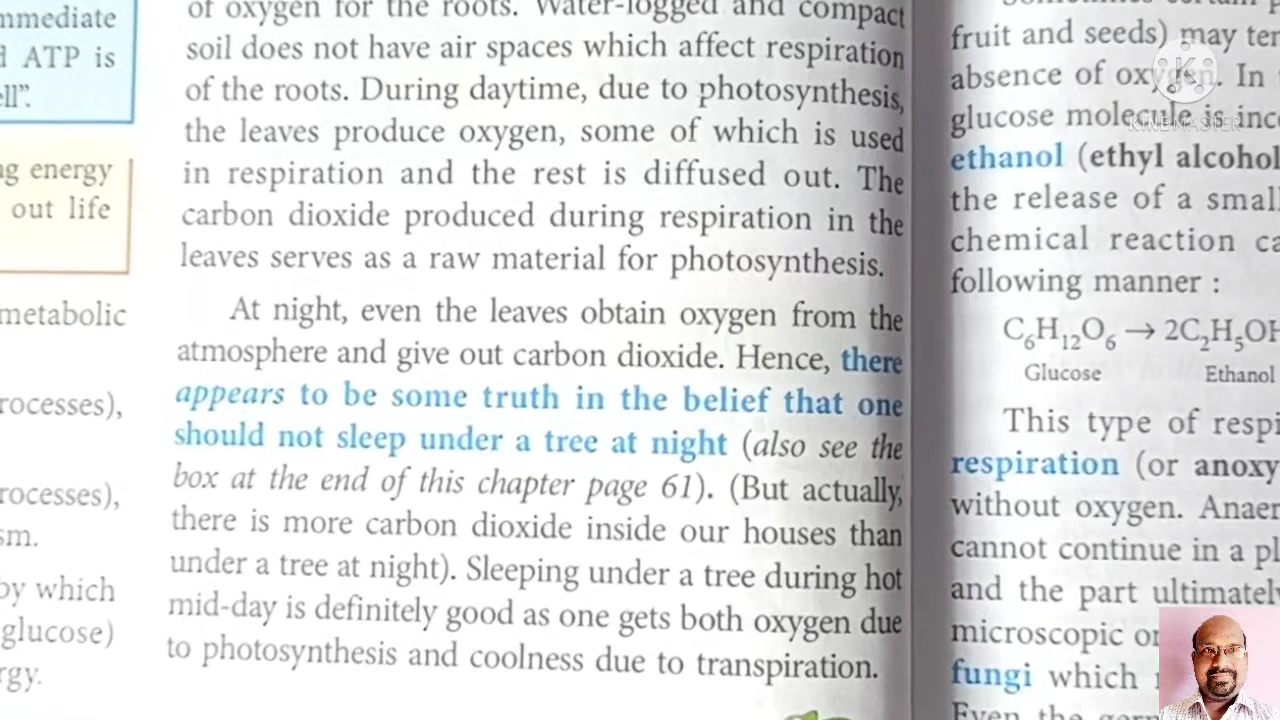 mmediate
ATP is
ell”.
ng energy
out life
metabolic
rocesses),
rocesses),
sm.
by which
glucose)
rgy.
of oxygen for the roots. Water-logged and compact
soil does not have air spaces which affect respiration
of the roots. During daytime, due to photosynthesis,
the leaves produce oxygen, some of which is used
in respiration and the rest is diffused out. The
carbon dioxide produced during respiration in the
leaves serves as a raw material for photosynthesis.
At night, even the leaves obtain oxygen from the
atmosphere and give out carbon dioxide. Hence, there
appears to be some truth in the belief that one
should not sleep under a tree at night (also see the
box at the end of this chapter page 61). (But actually,
there is more carbon dioxide inside our houses than
under a tree at night). Sleeping under a tree during hot
mid-day is definitely good as one gets both oxygen due
to photosynthesis and coolness due to transpiration.
fruit and seeds) may ter
absence of oxygen. In
glucose molecule is inc
ethanol (ethyl alcohol
the release of a small
chemical reaction ca
following manner :
C₆H₁₂O₆ → 2C₂H₅OH
Glucose Ethanol
This type of respi
respiration (or anoxy
without oxygen. Anaer
cannot continue in a pl
and the part ultimately
microscopic or
fungi which
Even the
KINEMASTER